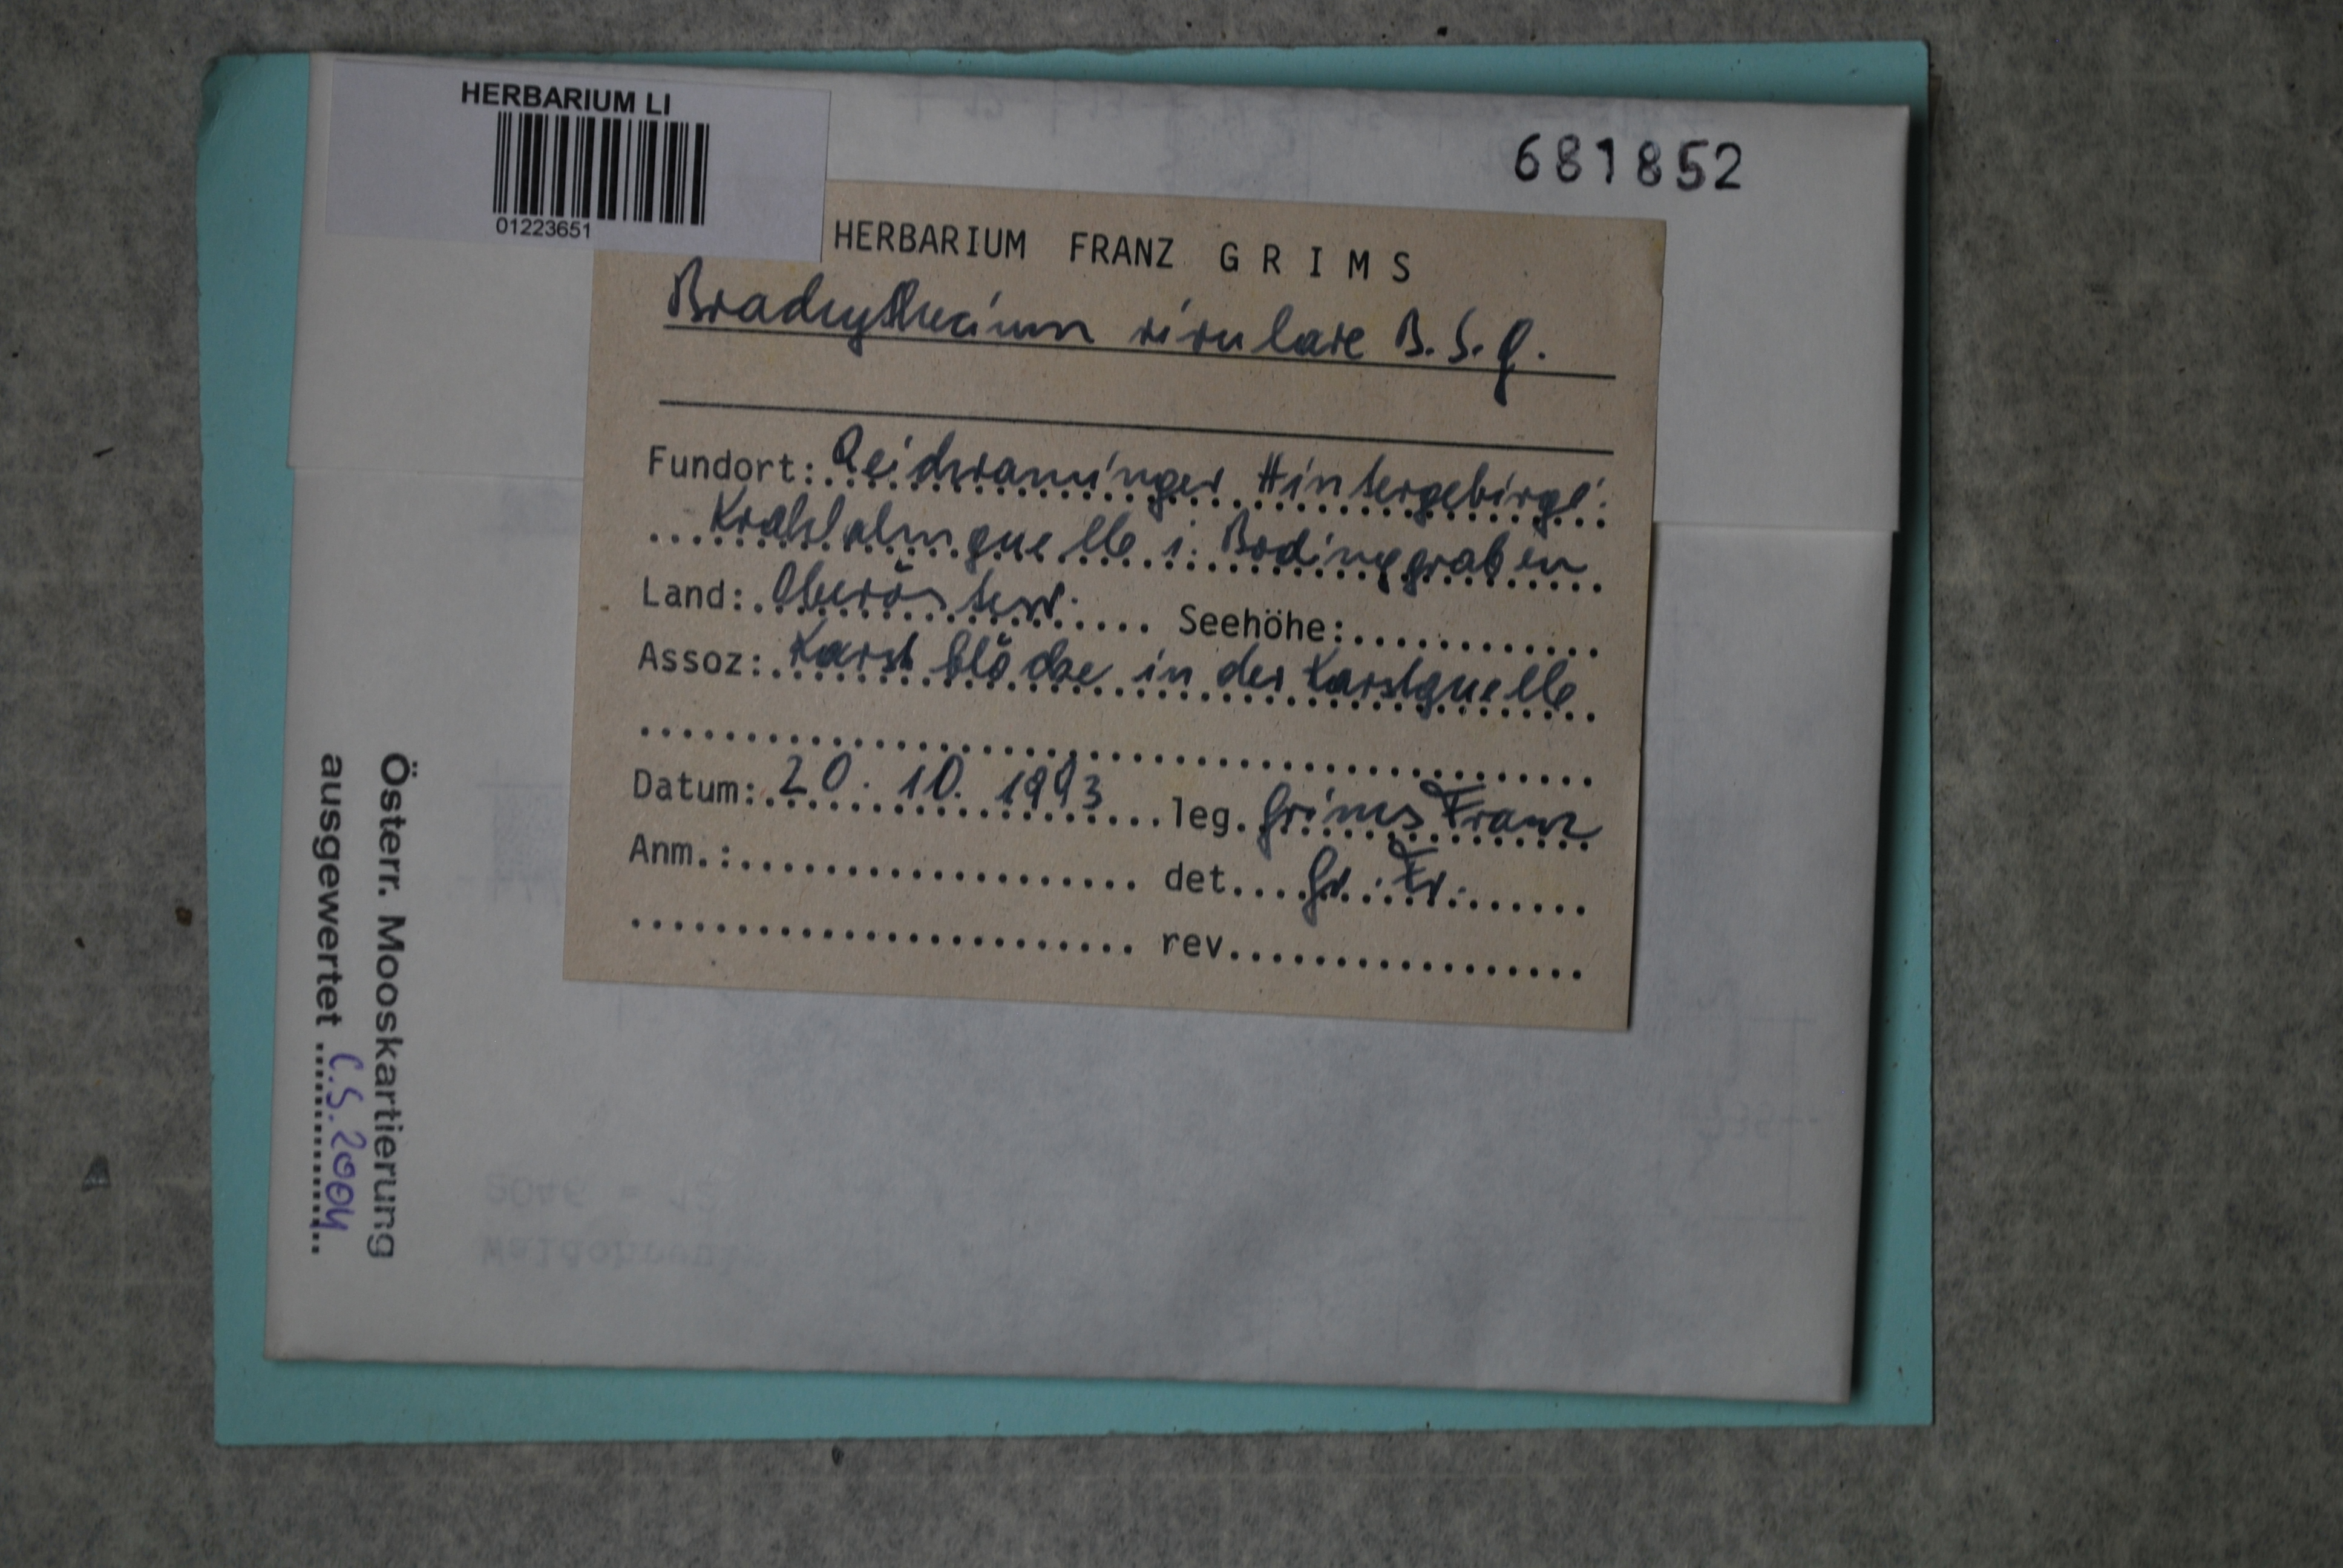 HERBARIUM LI
01223651
681852
HERBARIUM FRANZ GRIMS
Brachythecium rivulare B.S.G.
Fundort: Reichraminger Hintergebirge:
Krahlalmquelle i. Bodinggraben
Land: Oberösterr. Seehöhe:
Assoz: Karstblöcke in der Karstquelle
Datum: 20. 10. 1993 leg. Grims Franz
Anm.: det. Gr. Fr.
rev.
Österr. Mooskartierung
ausgewertet C.S. 2004